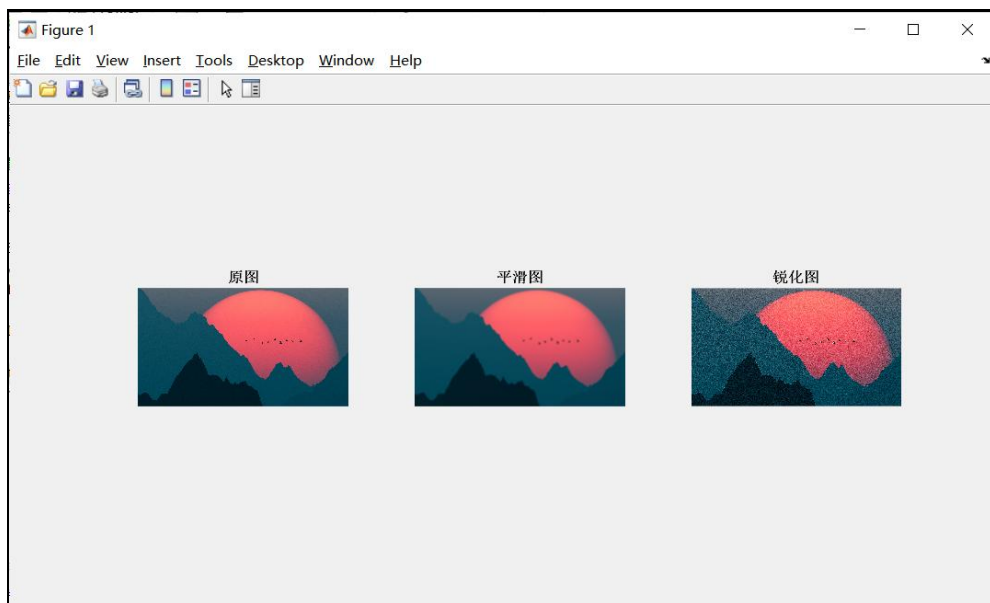 Figure 1
File Edit View Insert Tools Desktop Window Help
原图 平滑图 锐化图